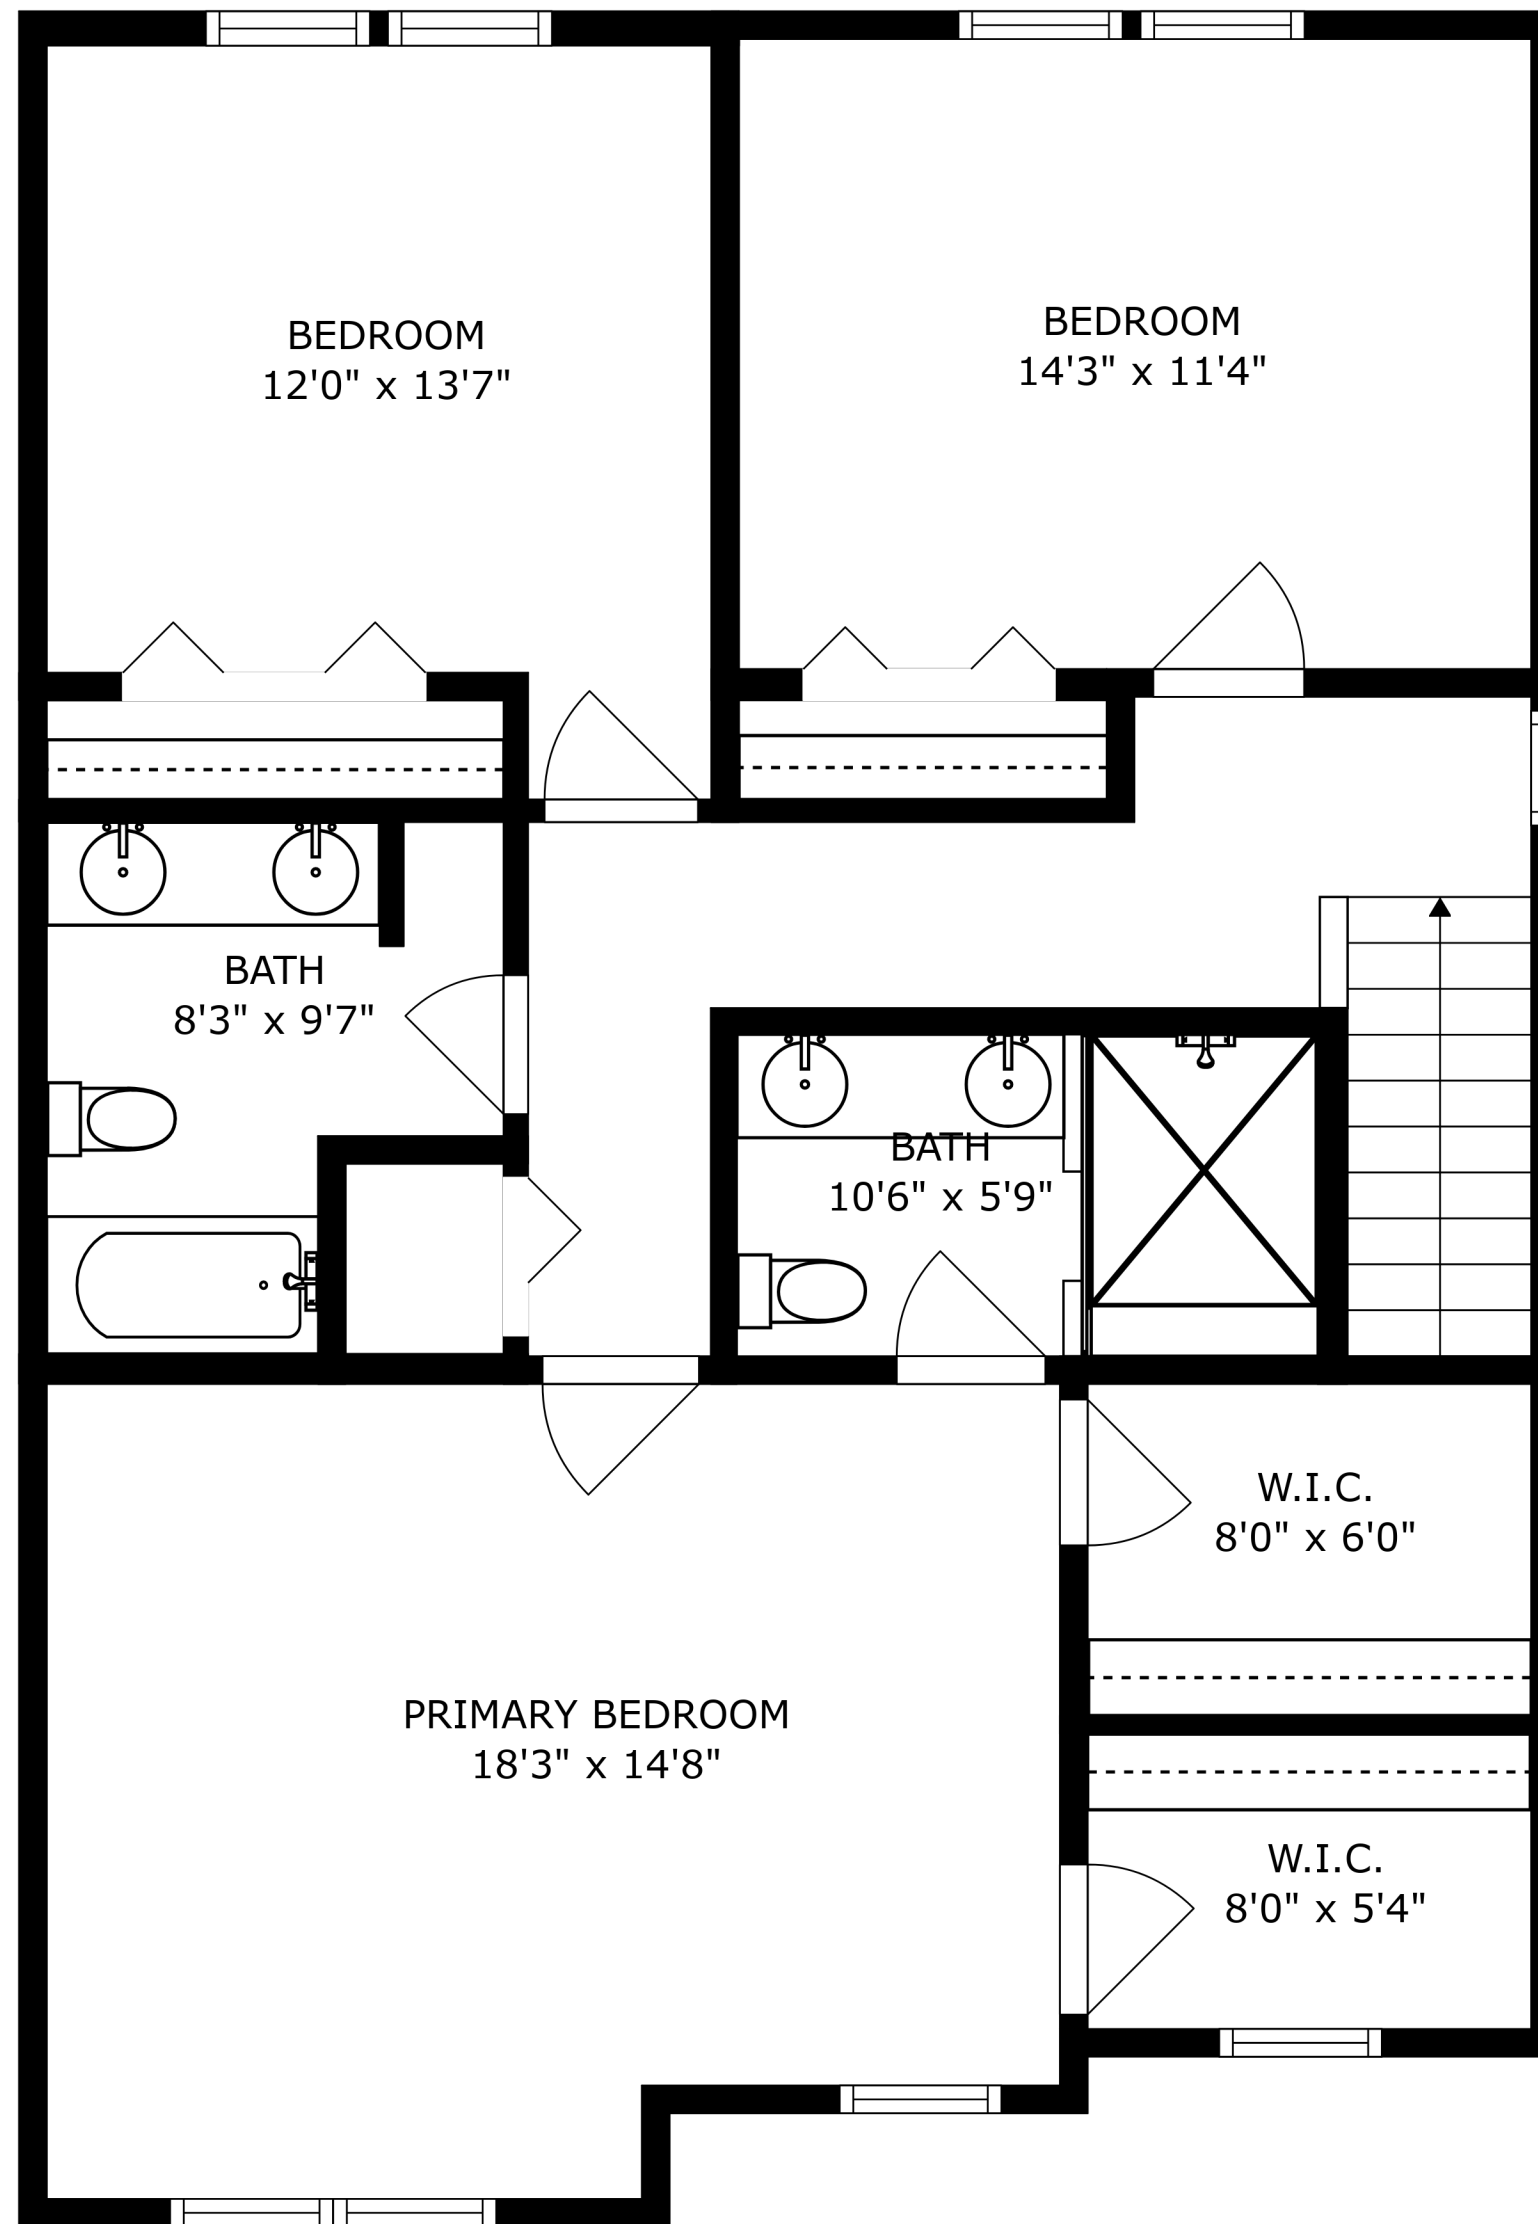 BEDROOM
12'0" x 13'7"
BEDROOM
14'3" x 11'4"
BATH
8'3" x 9'7"
BATH
10'6" x 5'9"
W.I.C.
8'0" x 6'0"
PRIMARY BEDROOM
18'3" x 14'8"
W.I.C.
8'0" x 5'4"